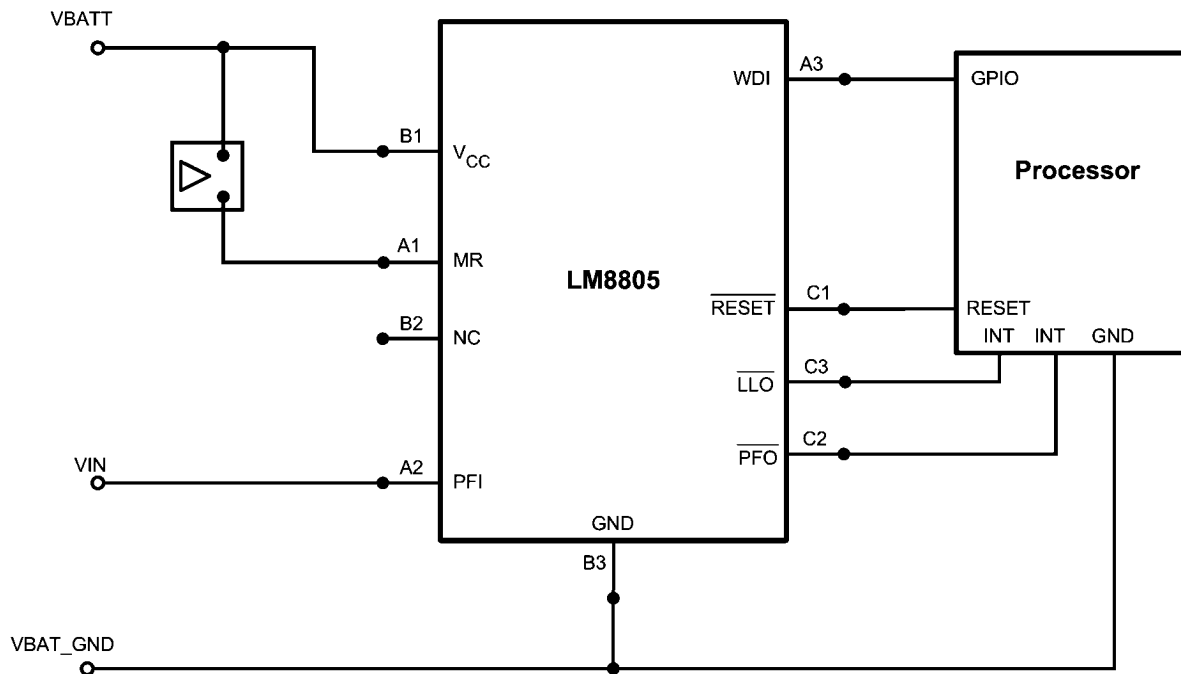 VBATT
WDI A3 GPIO
B1
VCC
Processor
A1
MR
LM8805
B2
NC
RESET C1 RESET
INT INT GND
LLO C3
PFO C2
VIN
A2
PFI
GND
B3
VBAT_GND